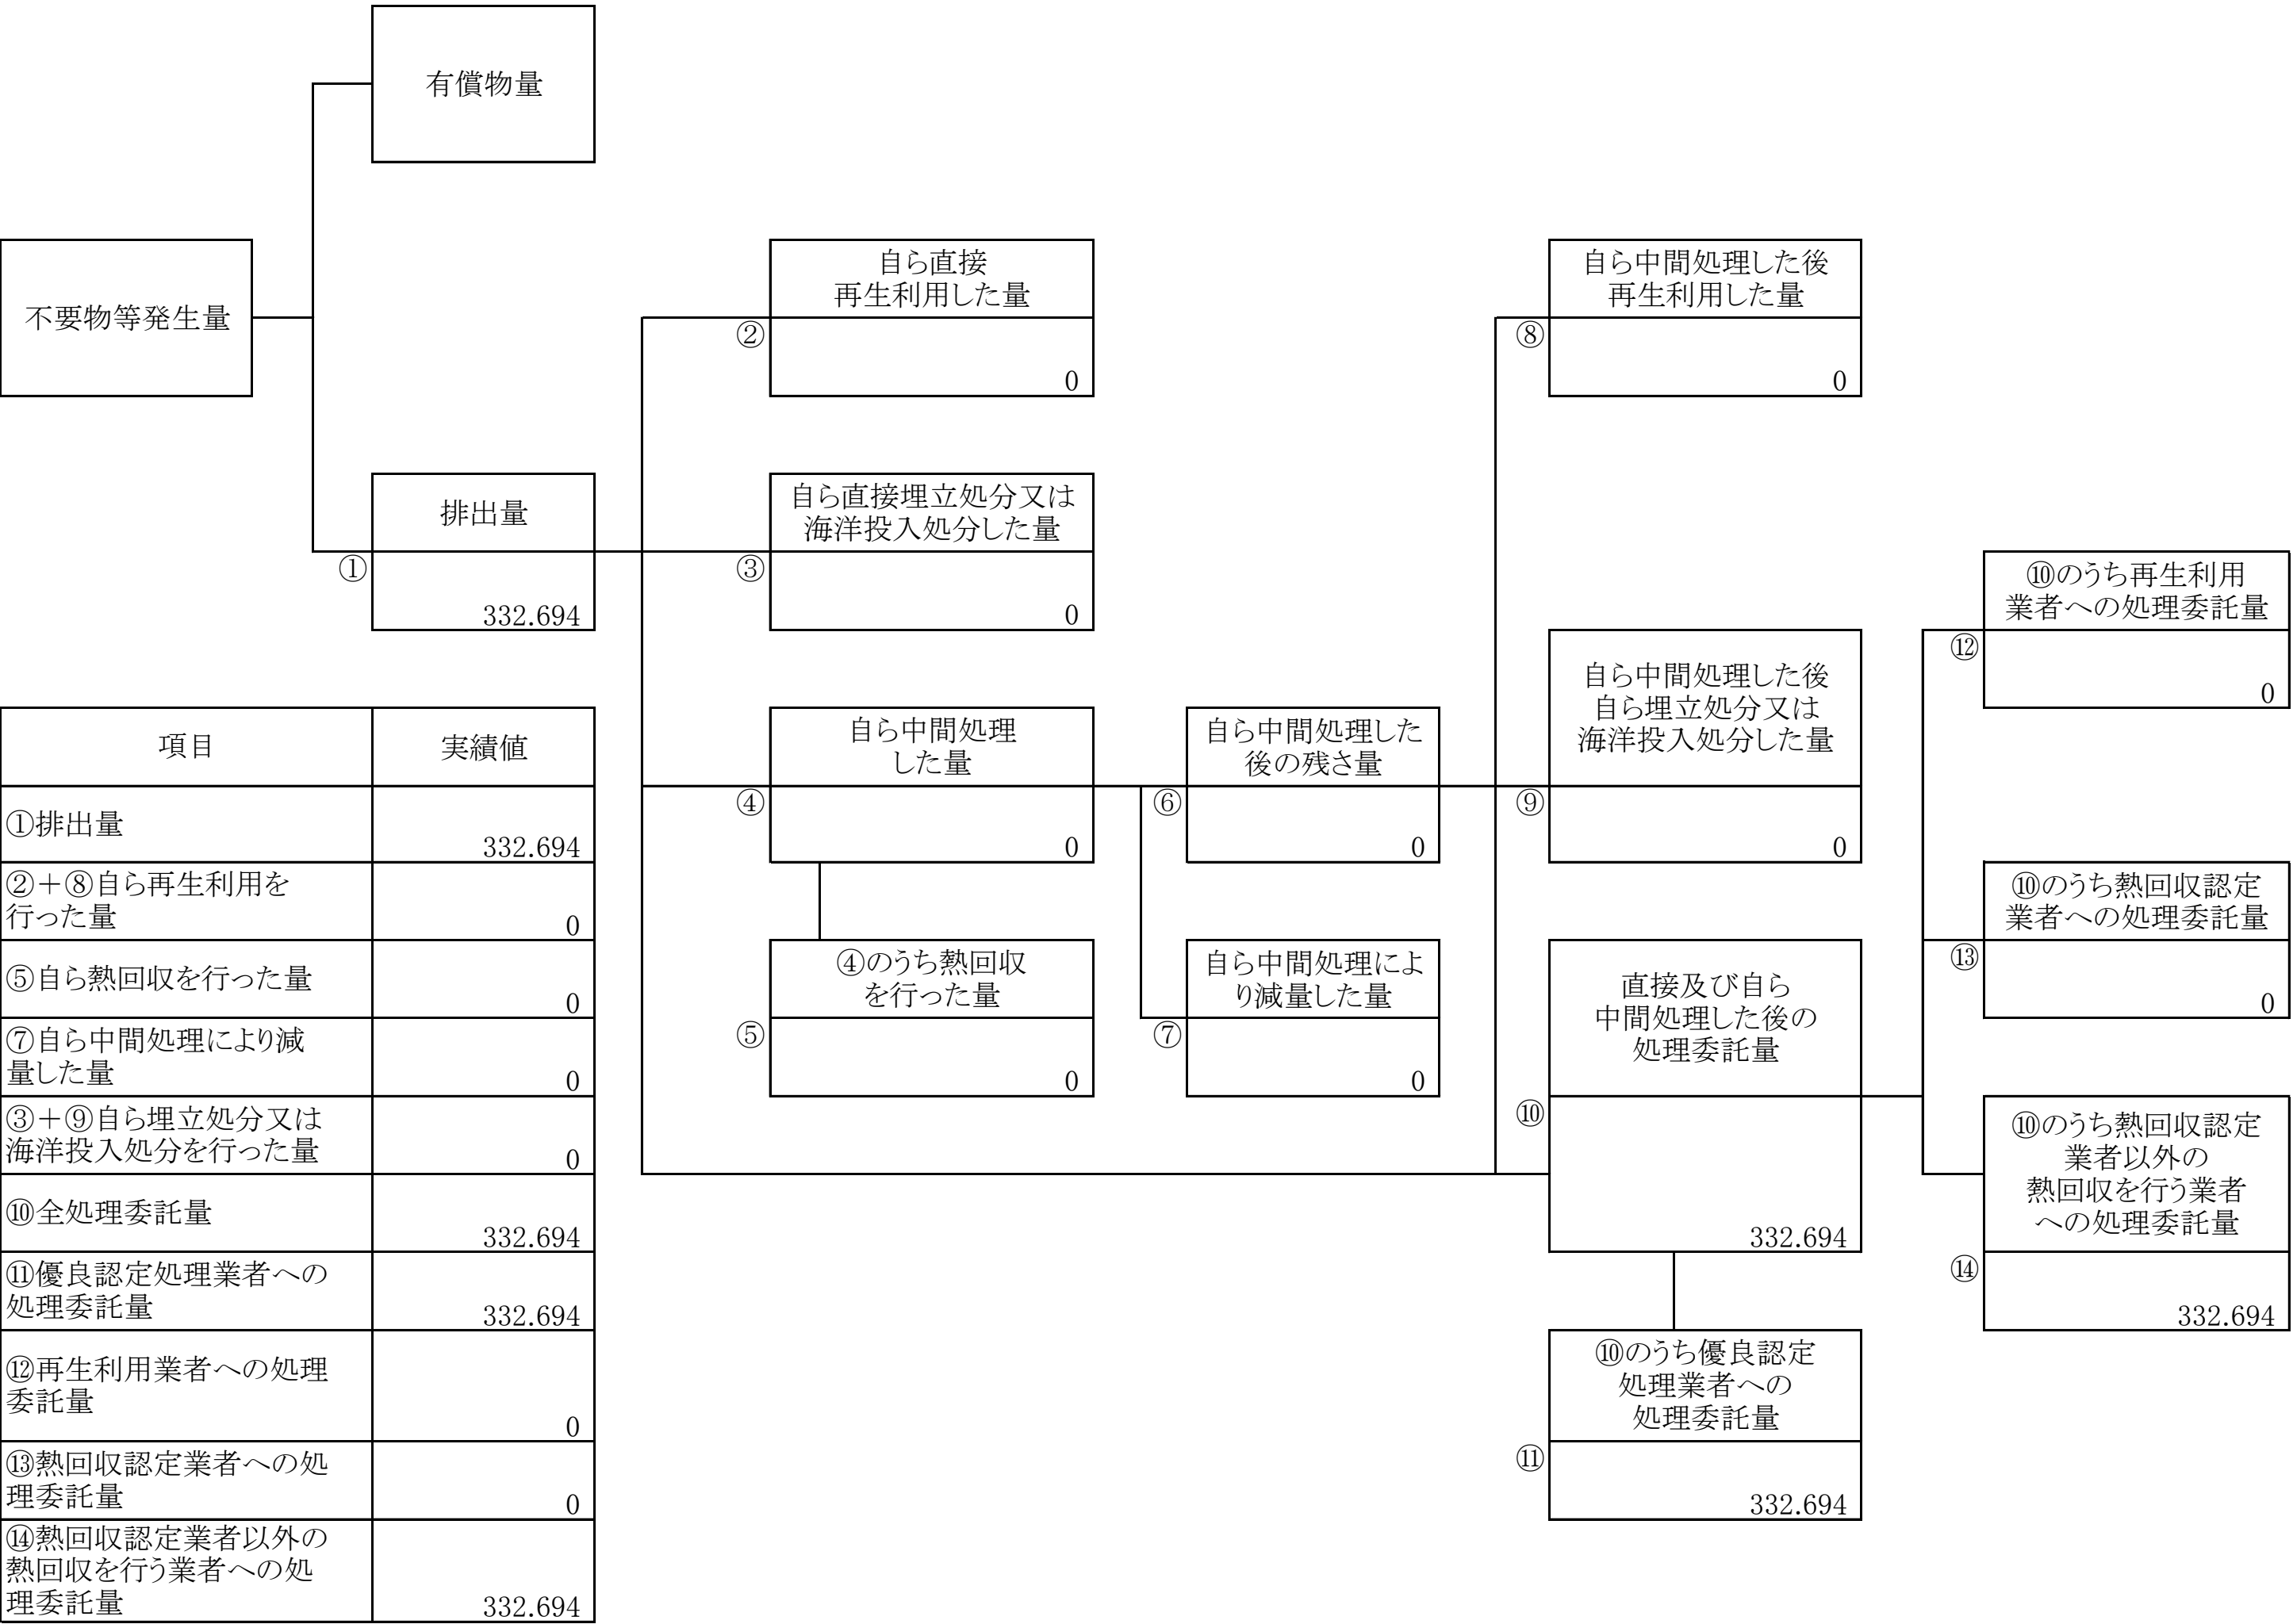 有償物量
不要物等発生量
自ら直接
再生利用した量
②
0
自ら中間処理した後
再生利用した量
⑧
0
排出量
①
332.694
自ら直接埋立処分又は
海洋投入処分した量
③
0
⑩のうち再生利用
業者への処理委託量
⑫
0
自ら中間処理した後
自ら埋立処分又は
海洋投入処分した量
⑨
0
自ら中間処理
した量
④
0
自ら中間処理した
後の残さ量
⑥
0
⑩のうち熱回収認定
業者への処理委託量
⑬
0
④のうち熱回収
を行った量
⑤
0
自ら中間処理によ
り減量した量
⑦
0
直接及び自ら
中間処理した後の
処理委託量
⑩
332.694
⑩のうち熱回収認定
業者以外の
熱回収を行う業者
への処理委託量
⑭
332.694
⑩のうち優良認定
処理業者への
処理委託量
⑪
332.694
項目
実績値
①排出量
332.694
②＋⑧自ら再生利用を
行った量
0
⑤自ら熱回収を行った量
0
⑦自ら中間処理により減
量した量
0
③＋⑨自ら埋立処分又は
海洋投入処分を行った量
0
⑩全処理委託量
332.694
⑪優良認定処理業者への
処理委託量
332.694
⑫再生利用業者への処理
委託量
0
⑬熱回収認定業者への処
理委託量
0
⑭熱回収認定業者以外の
熱回収を行う業者への処
理委託量
332.694